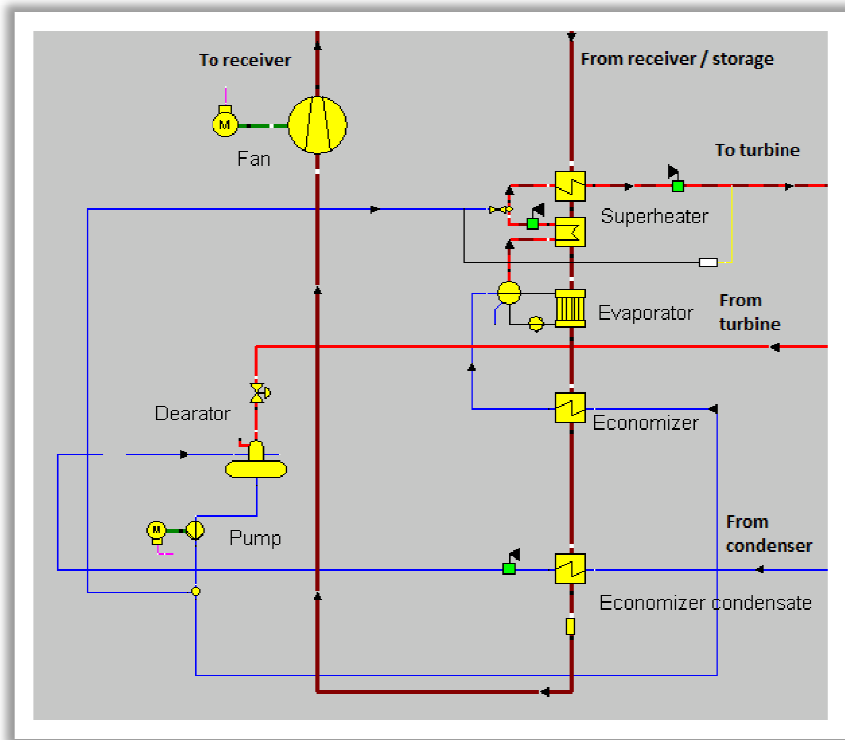 To receiver
From receiver / storage
M
Fan
To turbine
Superheater
Evaporator
From
turbine
Dearator
Economizer
M
Pump
From
condenser
Economizer condensate